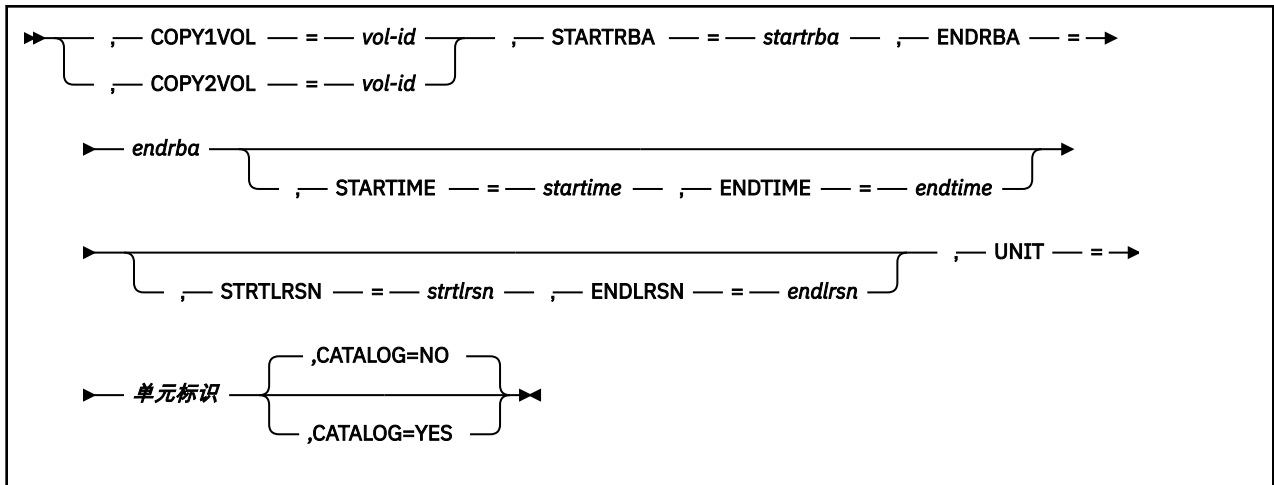 , COPY1VOL = vol-id , STARTRBA = startrba , ENDRBA =
, COPY2VOL = vol-id
endrba
, STARTIME = startime , ENDTIME = endtime
, STRTLRSN = strtlrsn , ENDLRSN = endlrsn
, UNIT =
,CATALOG=NO
单元标识
,CATALOG=YES